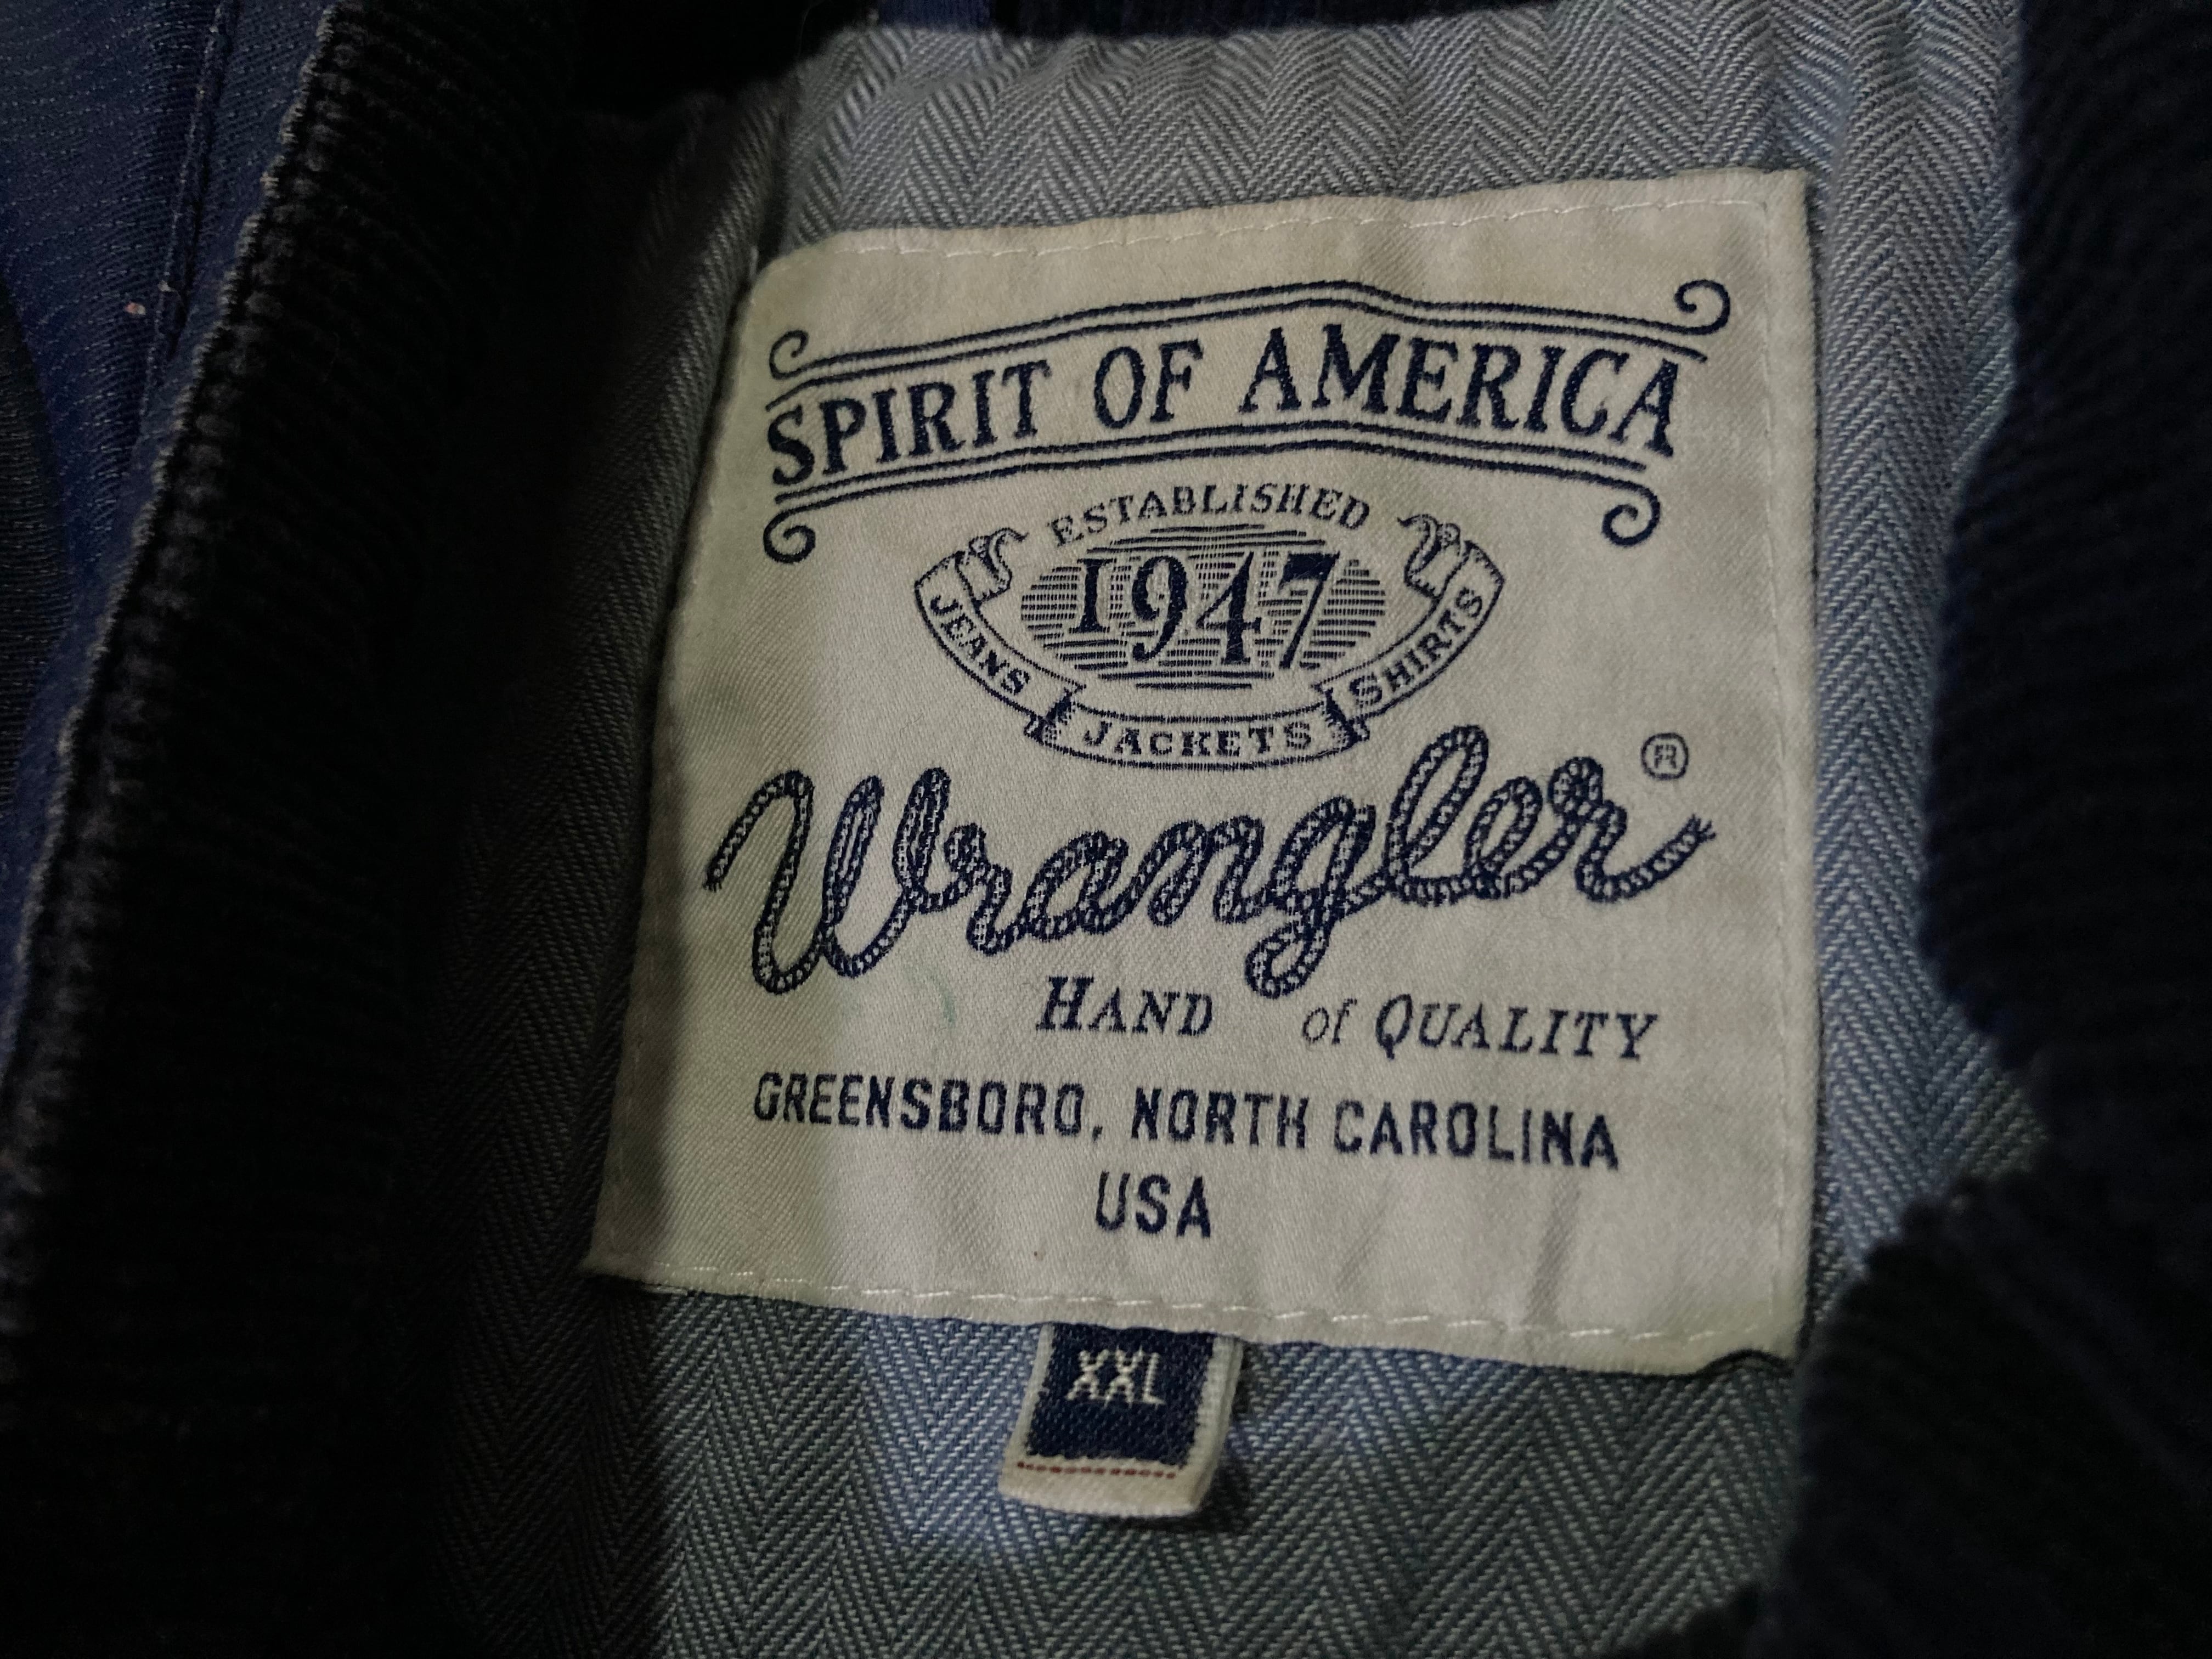 SPIRIT OF AMERICA
ESTABLISHED
1947
JEANS JACKETS SHIRTS
Wrangler®
HAND of QUALITY
GREENSBORO, NORTH CAROLINA
USA
XXL